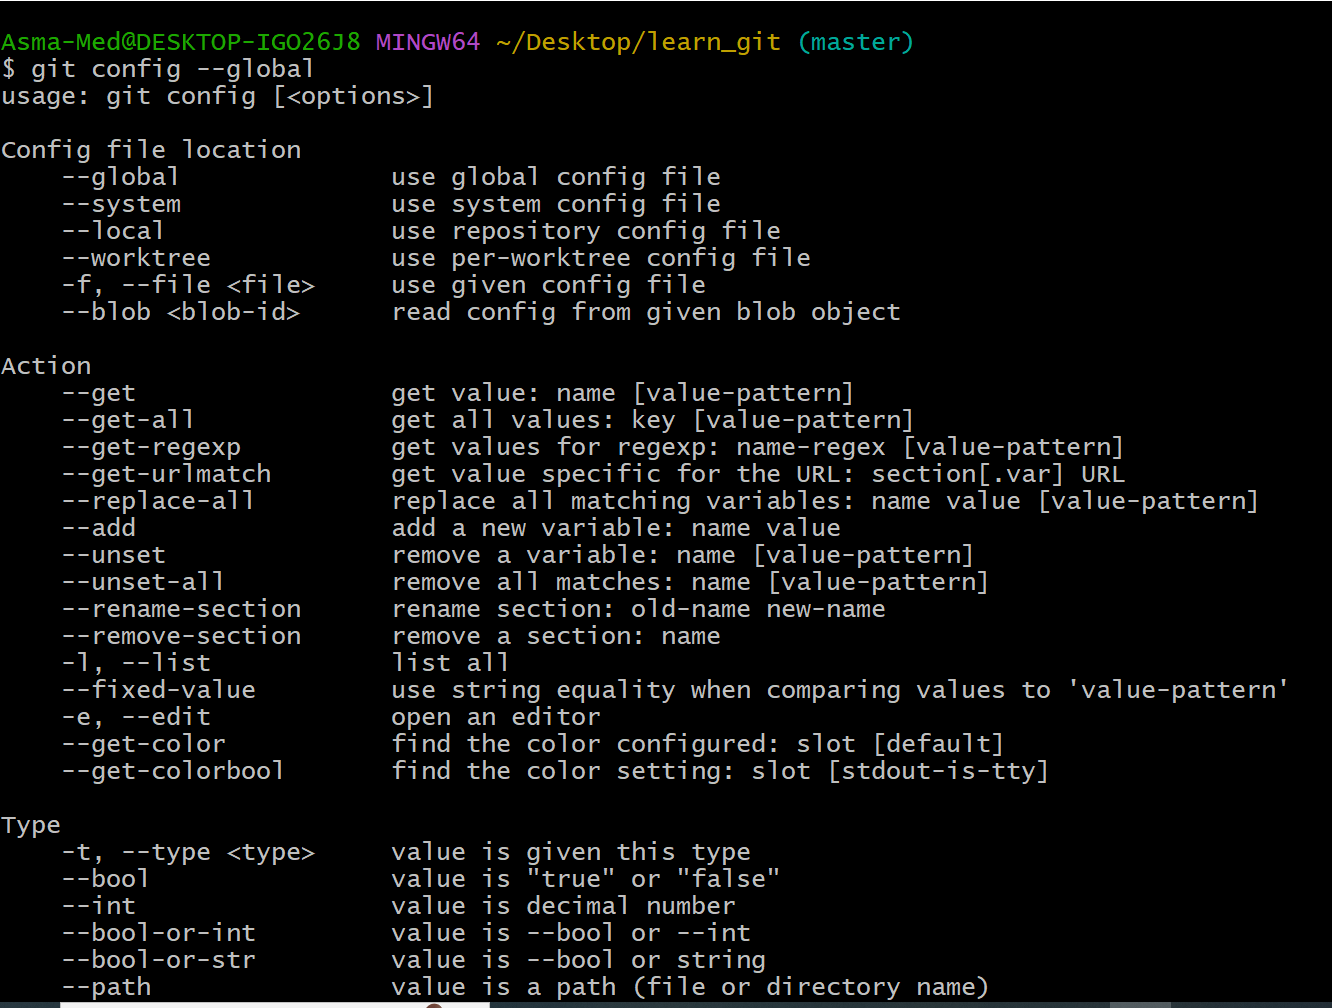 Asma-Med@DESKTOP-IGO26J8 MINGW64 ~/Desktop/learn_git (master)
$ git config --global
usage: git config [<options>]
Config file location
--global use global config file
--system use system config file
--local use repository config file
--worktree use per-worktree config file
-f, --file <file> use given config file
--blob <blob-id> read config from given blob object
Action
--get get value: name [value-pattern]
--get-all get all values: key [value-pattern]
--get-regexp get values for regexp: name-regex [value-pattern]
--get-urlmatch get value specific for the URL: section[.var] URL
--replace-all replace all matching variables: name value [value-pattern]
--add add a new variable: name value
--unset remove a variable: name [value-pattern]
--unset-all remove all matches: name [value-pattern]
--rename-section rename section: old-name new-name
--remove-section remove a section: name
-l, --list list all
--fixed-value use string equality when comparing values to 'value-pattern'
-e, --edit open an editor
--get-color find the color configured: slot [default]
--get-colorbool find the color setting: slot [stdout-is-tty]
Type
-t, --type <type> value is given this type
--bool value is "true" or "false"
--int value is decimal number
--bool-or-int value is --bool or --int
--bool-or-str value is --bool or string
--path value is a path (file or directory name)